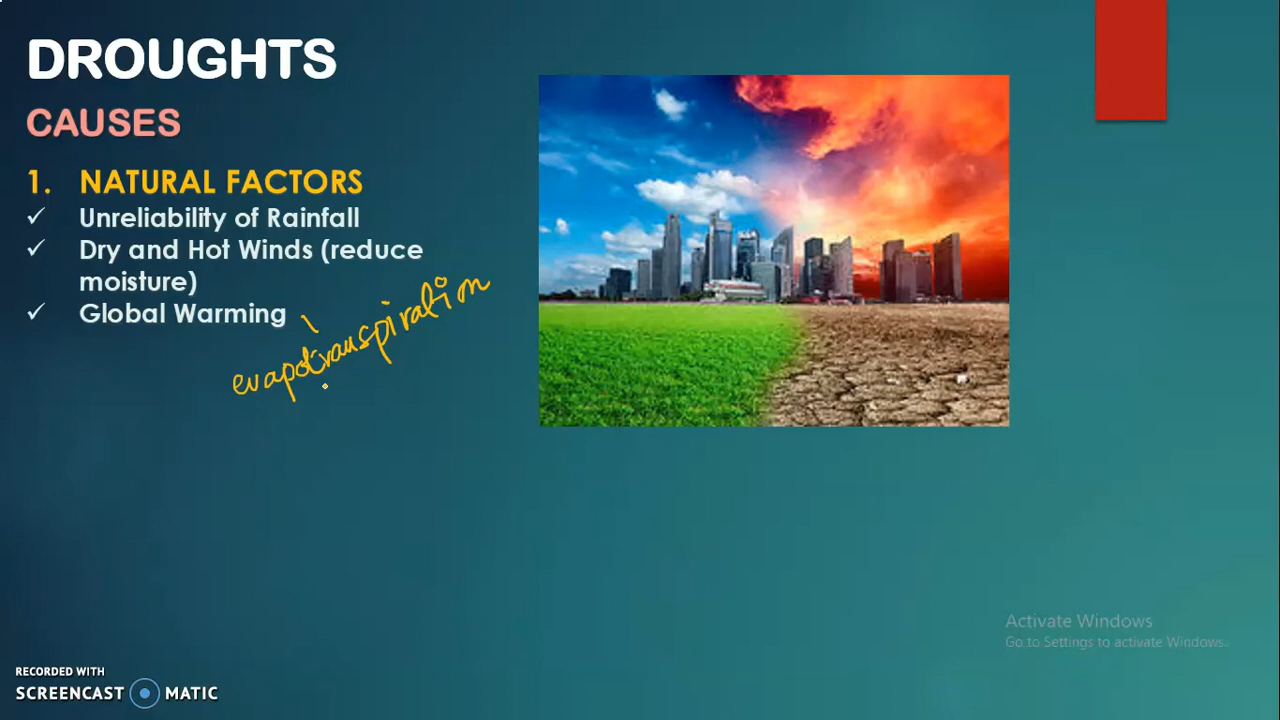 DROUGHTS
CAUSES
1. NATURAL FACTORS
✓ Unreliability of Rainfall
✓ Dry and Hot Winds (reduce
moisture)
✓ Global Warming
evapotranspiration
Activate Windows
Go to Settings to activate Windows.
RECORDED WITH
SCREENCAST MATIC